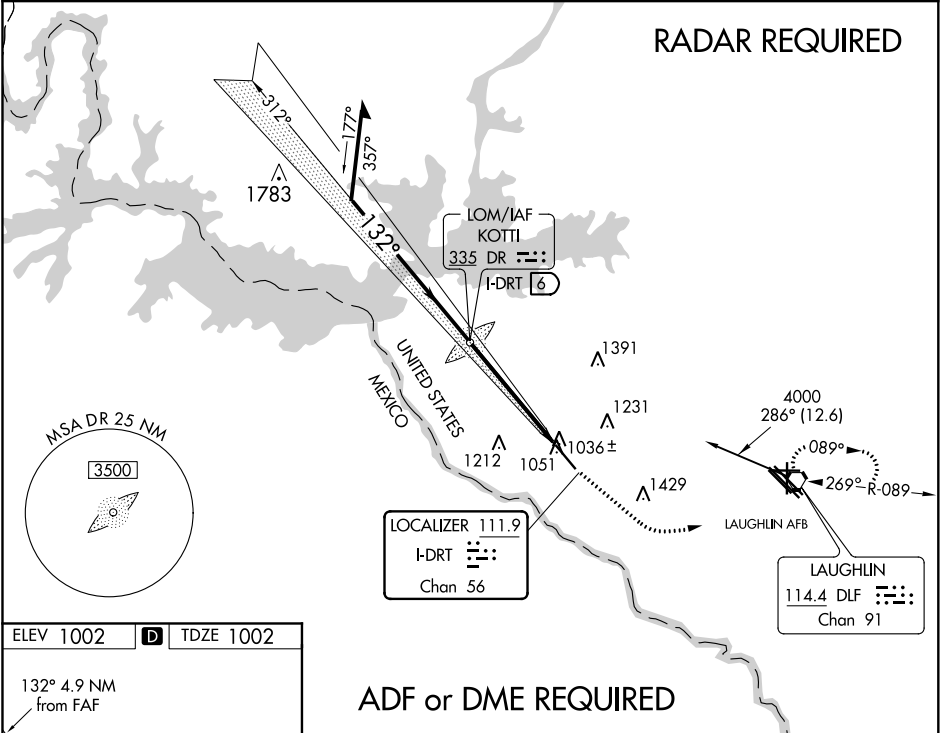 RADAR REQUIRED
312°
177°
357°
1783
132°
LOM/IAF
KOTTI
335 DR
I-DRT 6
UNITED STATES
MEXICO
1391
1231
1212
1051
1036±
1429
4000
286° (12.6)
089°
269°
R-089
LAUGHLIN AFB
MSA DR 25 NM
3500
LOCALIZER 111.9
I-DRT
Chan 56
LAUGHLIN
114.4 DLF
Chan 91
ELEV 1002 D TDZE 1002
132° 4.9 NM
from FAF
ADF or DME REQUIRED